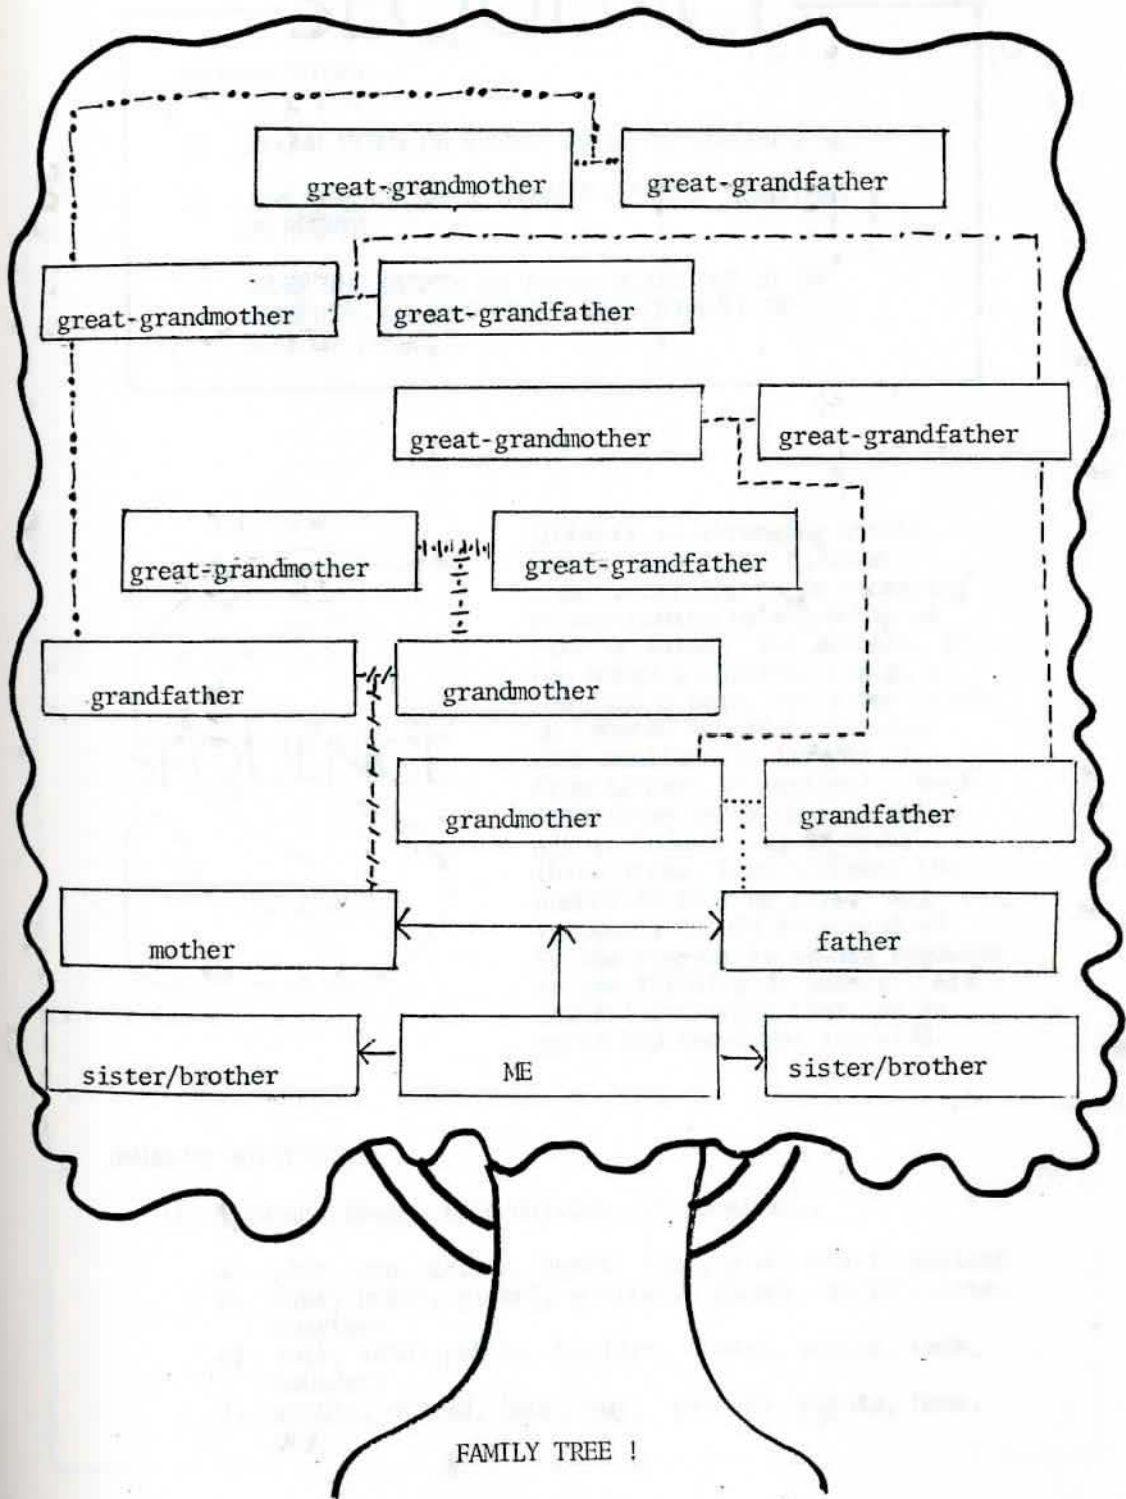 great-grandmother great-grandfather
great-grandmother great-grandfather
great-grandmother great-grandfather
great-grandmother great-grandfather
grandfather grandmother
grandmother grandfather
mother father
sister/brother ME sister/brother
FAMILY TREE !